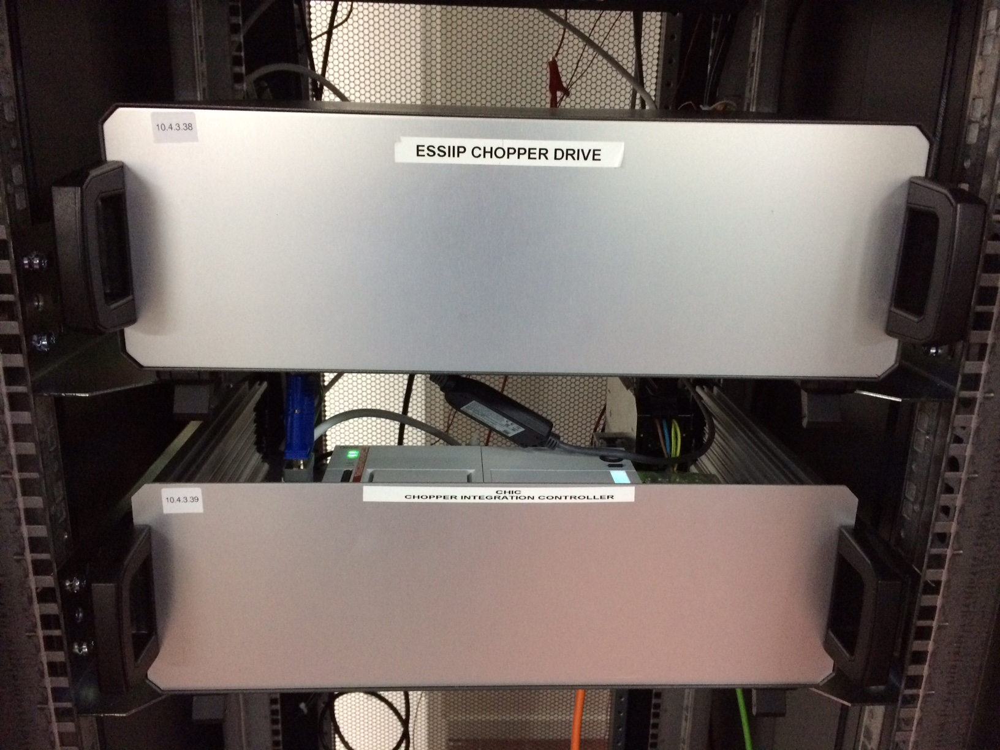 10.4.3.38
ESSIIP CHOPPER DRIVE
10.4.3.39
CHIC
CHOPPER INTEGRATION CONTROLLER